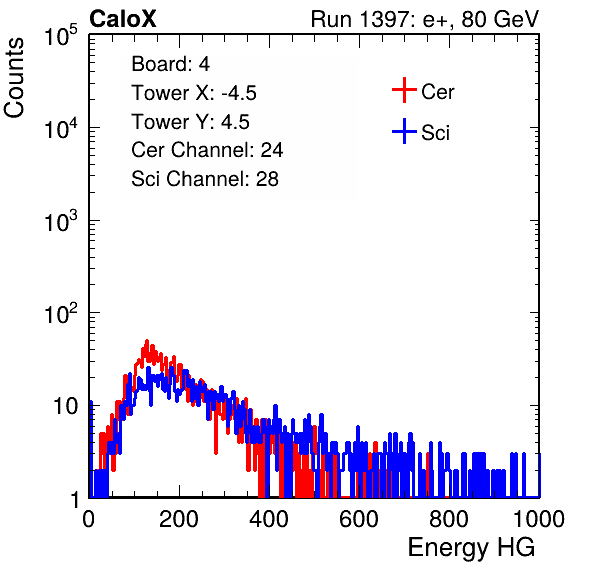 CaloX Run 1397: e+, 80 GeV
Counts
Board: 4
Tower X: -4.5
Tower Y: 4.5
Cer Channel: 24
Sci Channel: 28
Cer
Sci
10^5
10^4
10^3
10^2
10
1
0 200 400 600 800 1000
Energy HG